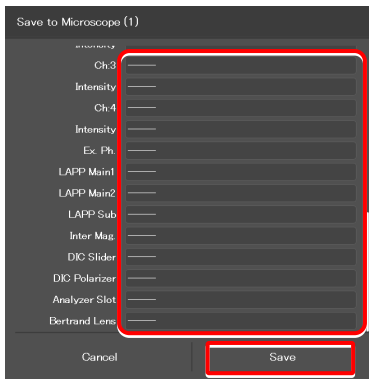 Save to Microscope (1)
Intensity
Ch:3 ———
Intensity ———
Ch:4 ———
Intensity ———
Ex. Ph. ———
LAPP Main1 ———
LAPP Main2 ———
LAPP Sub ———
Inter Mag. ———
DIC Slider ———
DIC Polarizer ———
Analyzer Slot ———
Bertrand Lens ———
Cancel Save